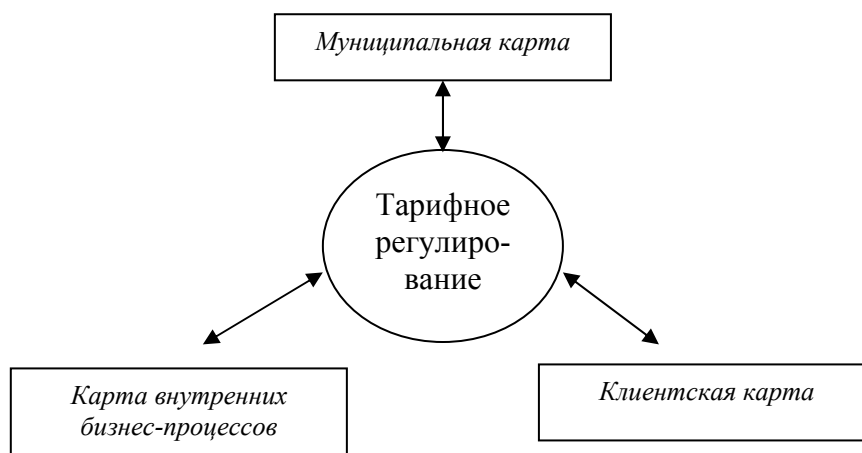 Муниципальная карта
Тарифное
регулиро-
вание
Карта внутренних
бизнес-процессов
Клиентская карта